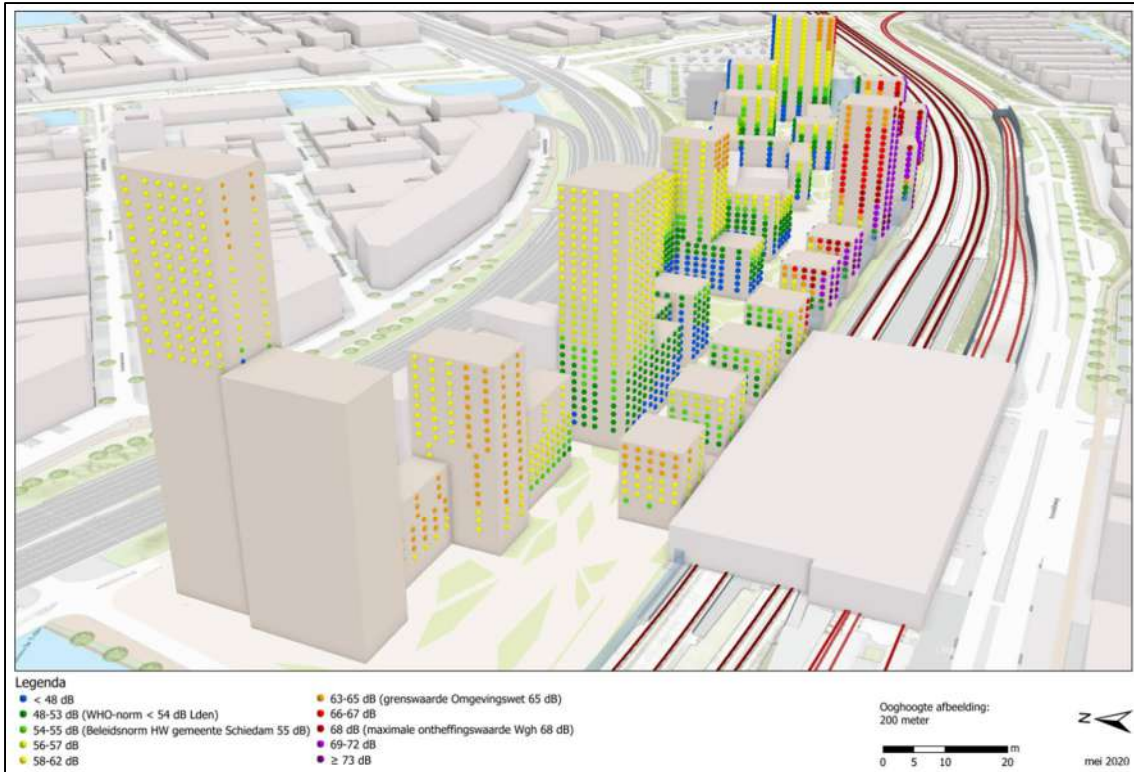 Legenda
< 48 dB
48-53 dB (WHO-norm < 54 dB Lden)
54-55 dB (Beleidsnorm HW gemeente Schiedam 55 dB)
56-57 dB
58-62 dB
63-65 dB (grenswaarde Omgevingswet 65 dB)
66-67 dB
68 dB (maximale ontheffingswaarde Wgh 68 dB)
69-72 dB
≥ 73 dB
Ooghoogte afbeelding:
200 meter
N
m
0 5 10 20
mei 2020